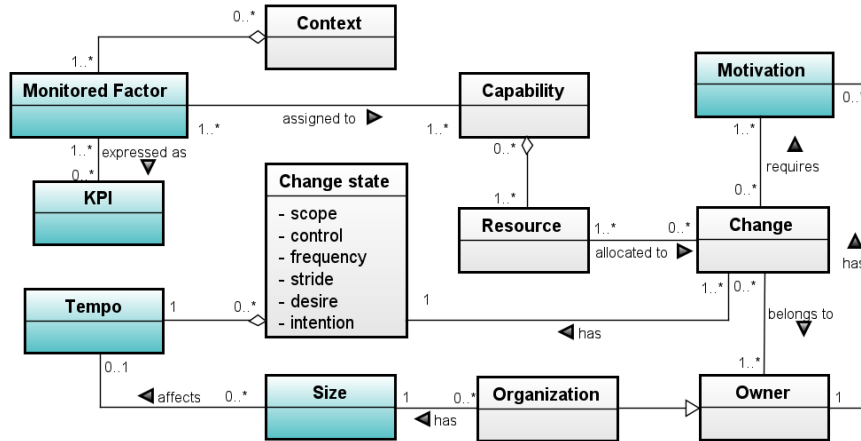 0..*
Context
1..*
Monitored Factor
Capability
Motivation
0..*
1..*
assigned to
1..*
1..*
expressed as
0..*
1..*
requires
0..*
KPI
Change state
- scope
- control
- frequency
- stride
- desire
- intention
1..*
Resource
1..*
0..*
allocated to
0..*
Change
has
1..*
0..*
Tempo
1
0..*
1
has
belongs to
0..1
affects
0..*
Size
1
0..*
has
Organization
1..*
Owner
1